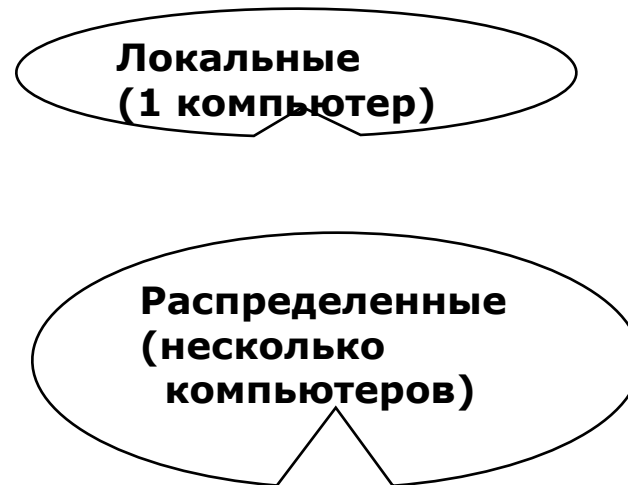 Локальные
(1 компьютер)
Распределенные
(несколько
компьютеров)